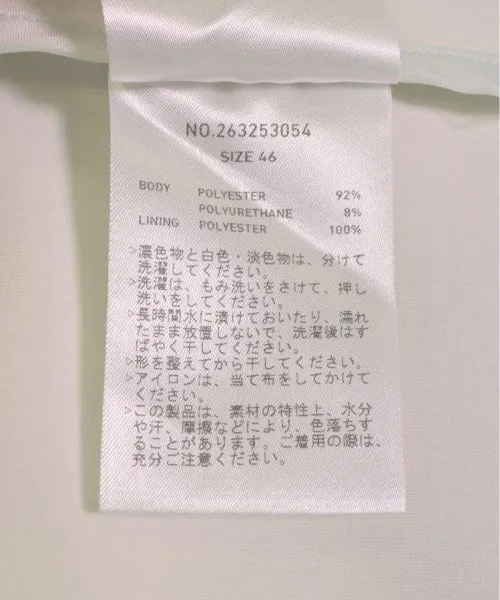 NO.263253054
SIZE 46
BODY POLYESTER 92%
POLYURETHANE 8%
LINING POLYESTER 100%
>濃色物と白色・淡色物は、分けて
洗濯してください。
>洗濯は、もみ洗いをさけて、押し
洗いをしてください。
>長時間水に漬けておいたり、濡れ
たまま放置しないで、洗濯後はす
ばやく干してください。
>形を整えてから干してください。
>アイロンは、当て布をしてかけて
ください。
>この製品は、素材の特性上、水分
や汗、摩擦などにより、色落ちす
ることがあります。ご着用の際は、
充分ご注意ください。